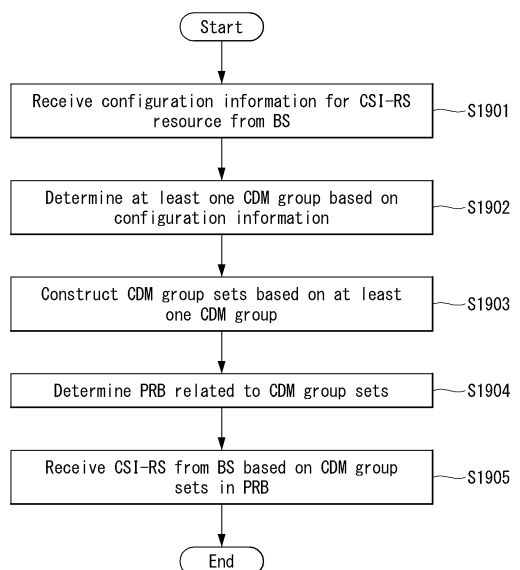 Start
Receive configuration information for CSI-RS
resource from BS
S1901
Determine at least one CDM group based on
configuration information
S1902
Construct CDM group sets based on at least
one CDM group
S1903
Determine PRB related to CDM group sets
S1904
Receive CSI-RS from BS based on CDM group
sets in PRB
S1905
End